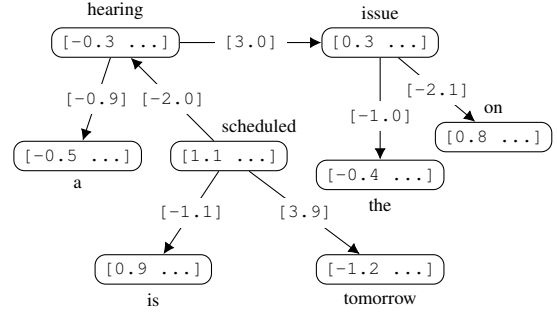 hearing
issue
[−0.3 ...]
[3.0]
[0.3 ...]
[−0.9]
[−2.0]
[−1.0]
[−2.1]
on
[0.8 ...]
scheduled
[−0.5 ...]
[1.1 ...]
a
[−0.4 ...]
the
[−1.1]
[3.9]
[0.9 ...]
[−1.2 ...]
is
tomorrow